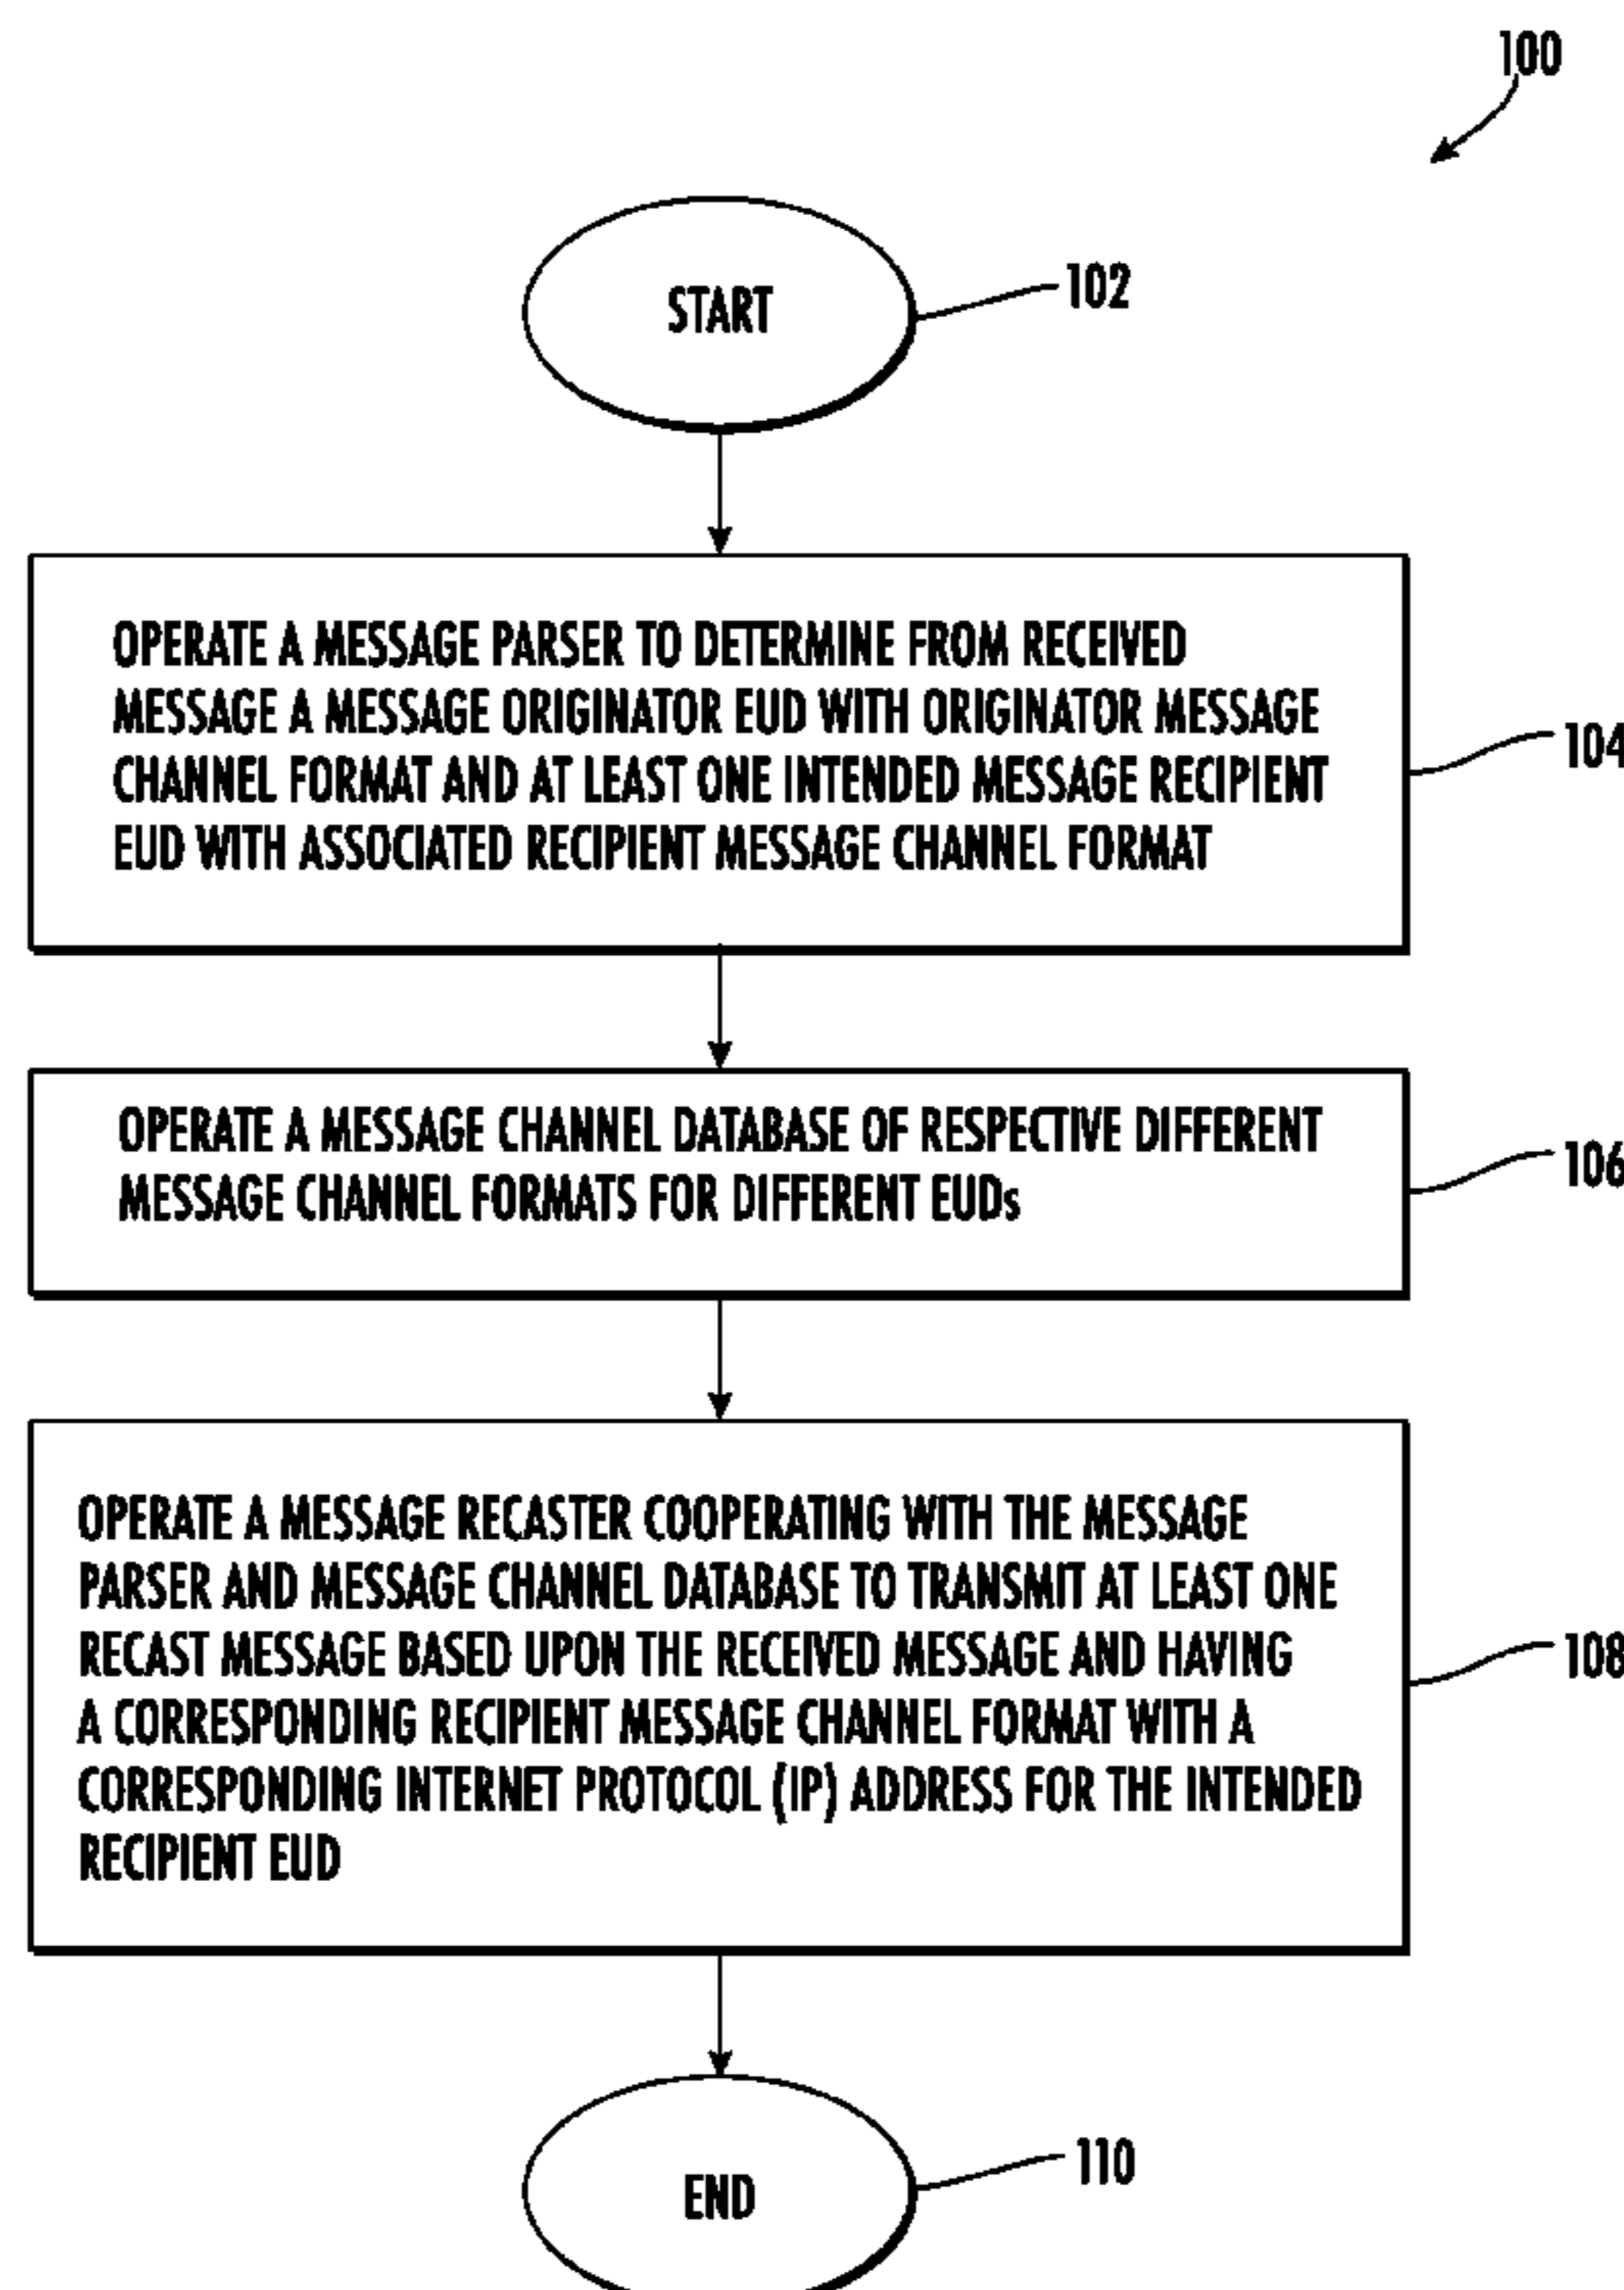 100
START
102
OPERATE A MESSAGE PARSER TO DETERMINE FROM RECEIVED
MESSAGE A MESSAGE ORIGINATOR EUD WITH ORIGINATOR MESSAGE
CHANNEL FORMAT AND AT LEAST ONE INTENDED MESSAGE RECIPIENT
EUD WITH ASSOCIATED RECIPIENT MESSAGE CHANNEL FORMAT
104
OPERATE A MESSAGE CHANNEL DATABASE OF RESPECTIVE DIFFERENT
MESSAGE CHANNEL FORMATS FOR DIFFERENT EUDs
106
OPERATE A MESSAGE RECASTER COOPERATING WITH THE MESSAGE
PARSER AND MESSAGE CHANNEL DATABASE TO TRANSMIT AT LEAST ONE
RECAST MESSAGE BASED UPON THE RECEIVED MESSAGE AND HAVING
A CORRESPONDING RECIPIENT MESSAGE CHANNEL FORMAT WITH A
CORRESPONDING INTERNET PROTOCOL (IP) ADDRESS FOR THE INTENDED
RECIPIENT EUD
108
END
110